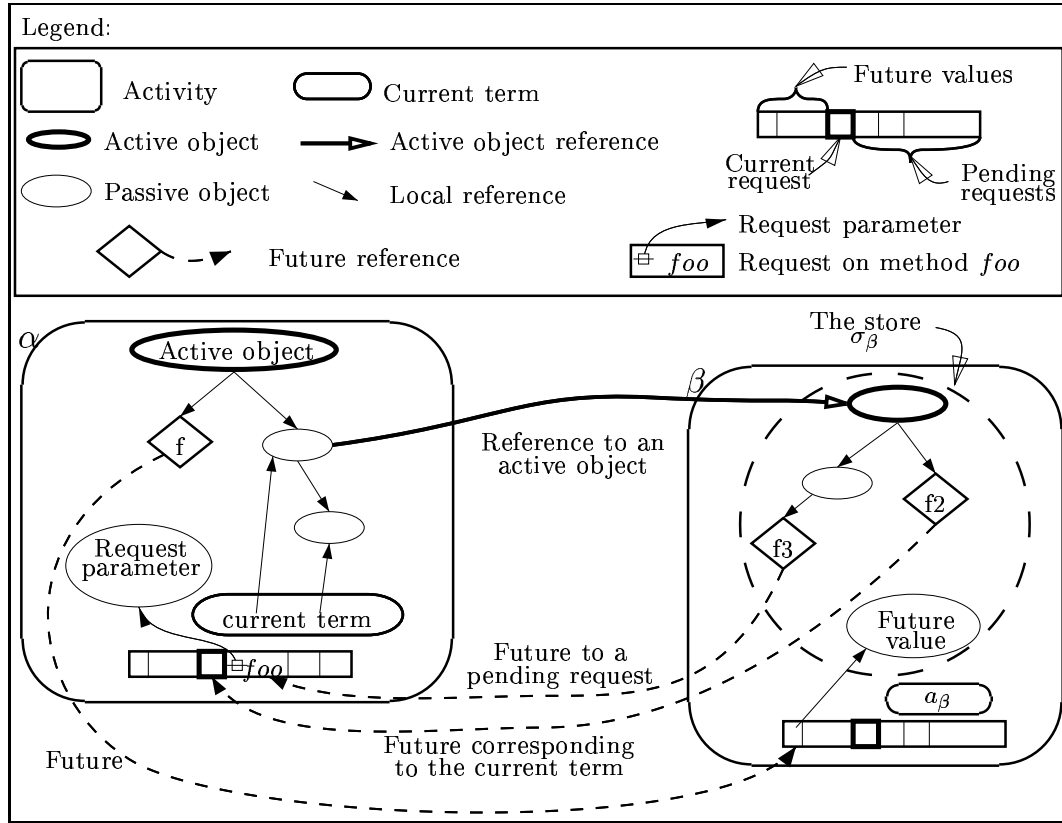 Legend:
Activity
Current term
Future values
Active object
Active object reference
Current
request
Pending
requests
Passive object
Local reference
Request parameter
Future reference
foo
Request on method foo
α
Active object
The store
σβ
β
f
Reference to an
active object
f2
f3
Request
parameter
current term
Future
value
foo
Future to a
pending request
aβ
Future corresponding
to the current term
Future